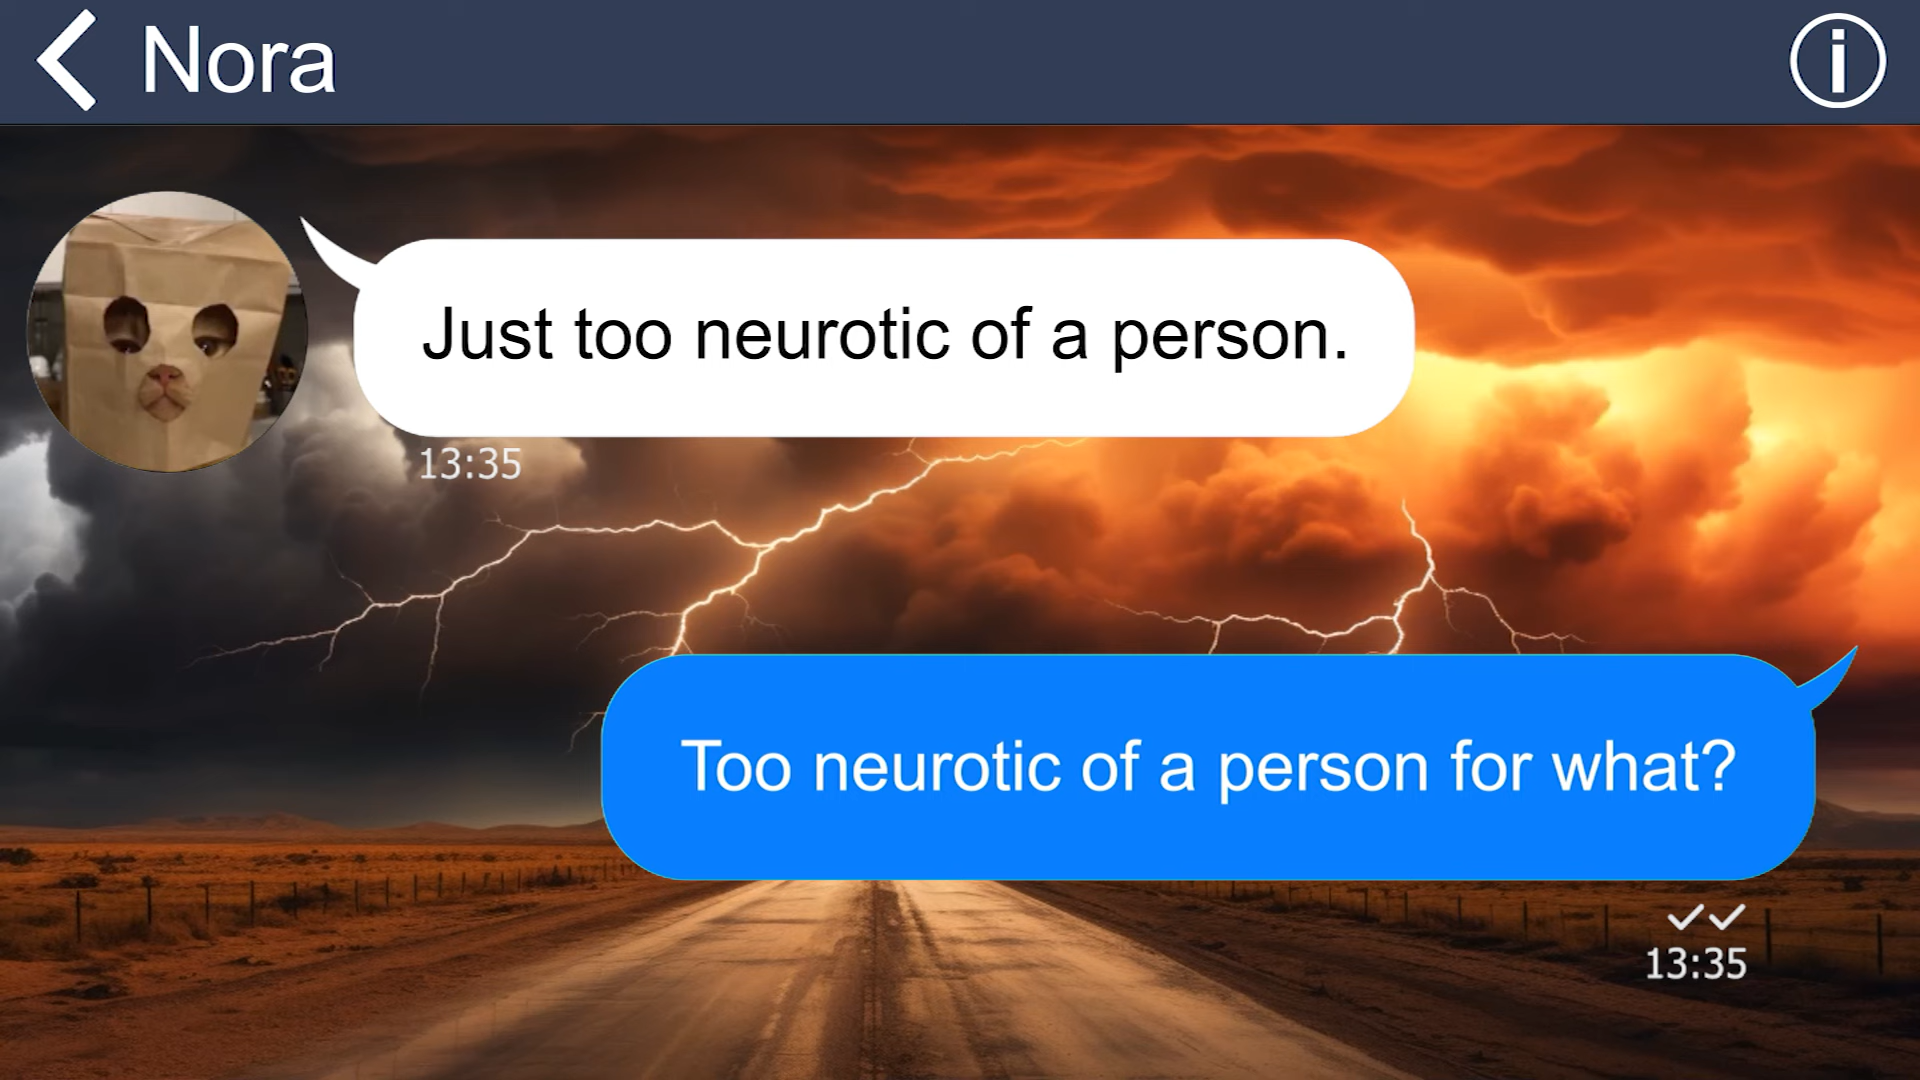 Nora
Just too neurotic of a person.
13:35
Too neurotic of a person for what?
13:35